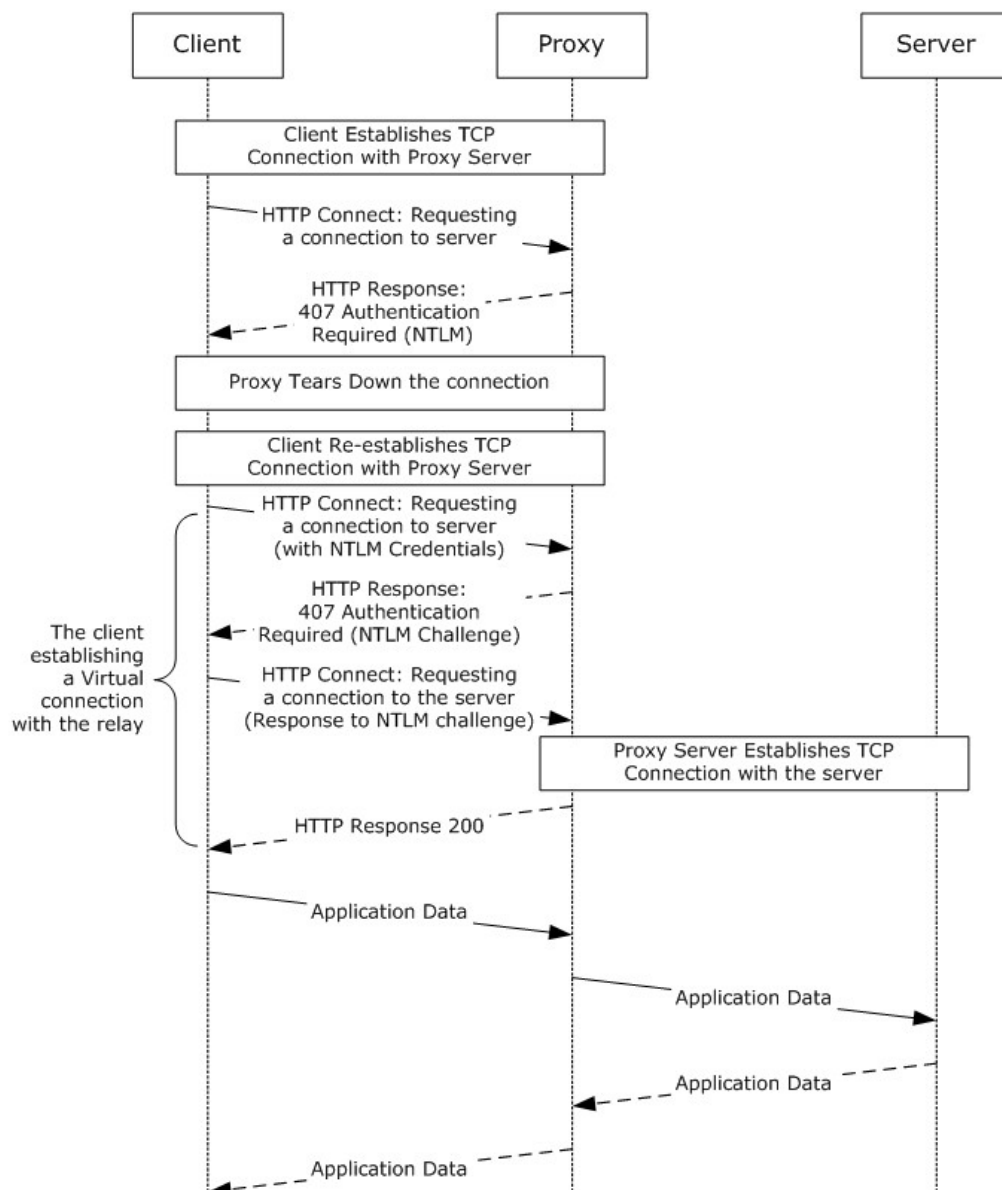 Client
Proxy
Server
Client Establishes TCP
Connection with Proxy Server
HTTP Connect: Requesting
a connection to server
HTTP Response:
407 Authentication
Required (NTLM)
Proxy Tears Down the connection
Client Re-establishes TCP
Connection with Proxy Server
HTTP Connect: Requesting
a connection to server
(with NTLM Credentials)
HTTP Response:
407 Authentication
Required (NTLM Challenge)
The client
establishing
a Virtual
connection
with the relay
HTTP Connect: Requesting
a connection to the server
(Response to NTLM challenge)
Proxy Server Establishes TCP
Connection with the server
HTTP Response 200
Application Data
Application Data
Application Data
Application Data